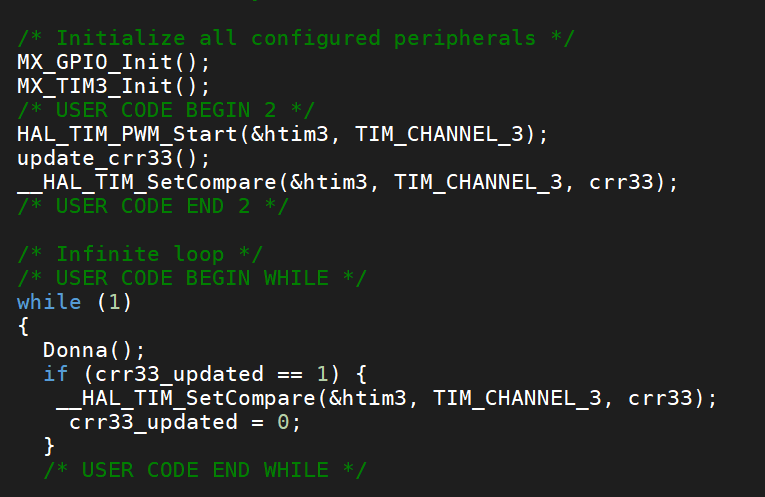 /* Initialize all configured peripherals */
MX_GPIO_Init();
MX_TIM3_Init();
/* USER CODE BEGIN 2 */
HAL_TIM_PWM_Start(&htim3, TIM_CHANNEL_3);
update_crr33();
__HAL_TIM_SetCompare(&htim3, TIM_CHANNEL_3, crr33);
/* USER CODE END 2 */
/* Infinite loop */
/* USER CODE BEGIN WHILE */
while (1)
{
Donna();
if (crr33_updated == 1) {
__HAL_TIM_SetCompare(&htim3, TIM_CHANNEL_3, crr33);
crr33_updated = 0;
}
/* USER CODE END WHILE */